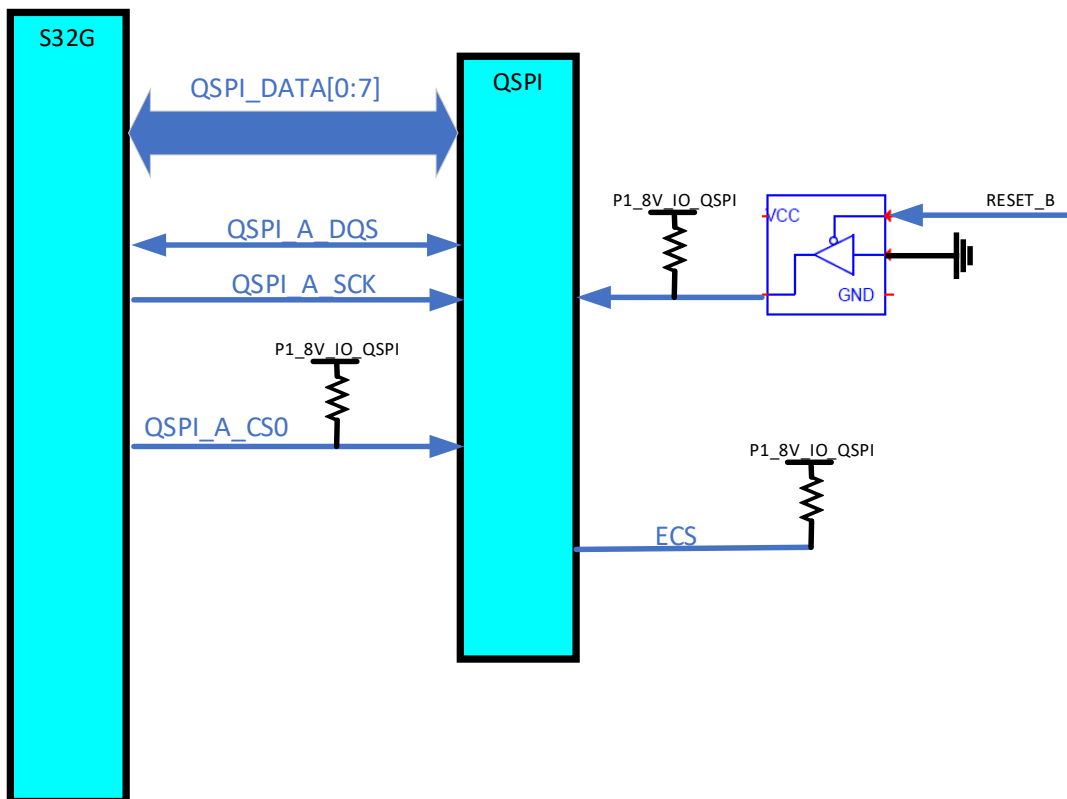 S32G
QSPI_DATA[0:7]
QSPI
P1_8V_IO_QSPI
VCC
RESET_B
QSPI_A_DQS
QSPI_A_SCK
GND
P1_8V_IO_QSPI
QSPI_A_CS0
P1_8V_IO_QSPI
ECS